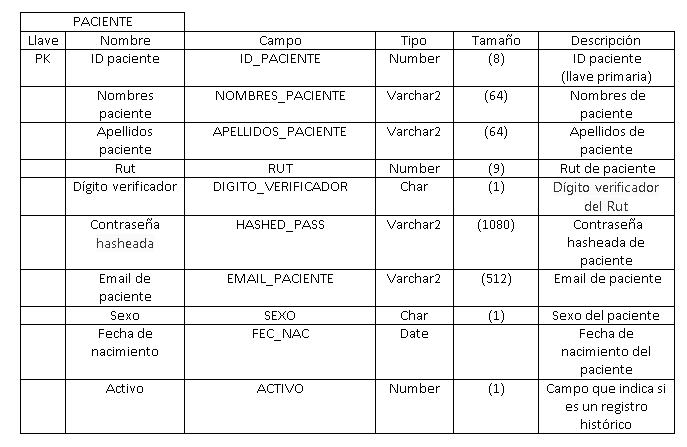 PACIENTE
Llave Nombre Campo Tipo Tamaño Descripción
PK ID paciente ID_PACIENTE Number (8) ID paciente
(llave primaria)
Nombres NOMBRES_PACIENTE Varchar2 (64) Nombres de
paciente paciente
Apellidos APELLIDOS_PACIENTE Varchar2 (64) Apellidos de
paciente paciente
Rut RUT Number (9) Rut de paciente
Dígito verificador DIGITO_VERIFICADOR Char (1) Dígito verificador
del Rut
Contraseña HASHED_PASS Varchar2 (1080) Contraseña
hasheada hasheada de
paciente
Email de EMAIL_PACIENTE Varchar2 (512) Email de paciente
paciente
Sexo SEXO Char (1) Sexo del paciente
Fecha de FEC_NAC Date Fecha de
nacimiento nacimiento del
paciente
Activo ACTIVO Number (1) Campo que indica si
es un registro
histórico